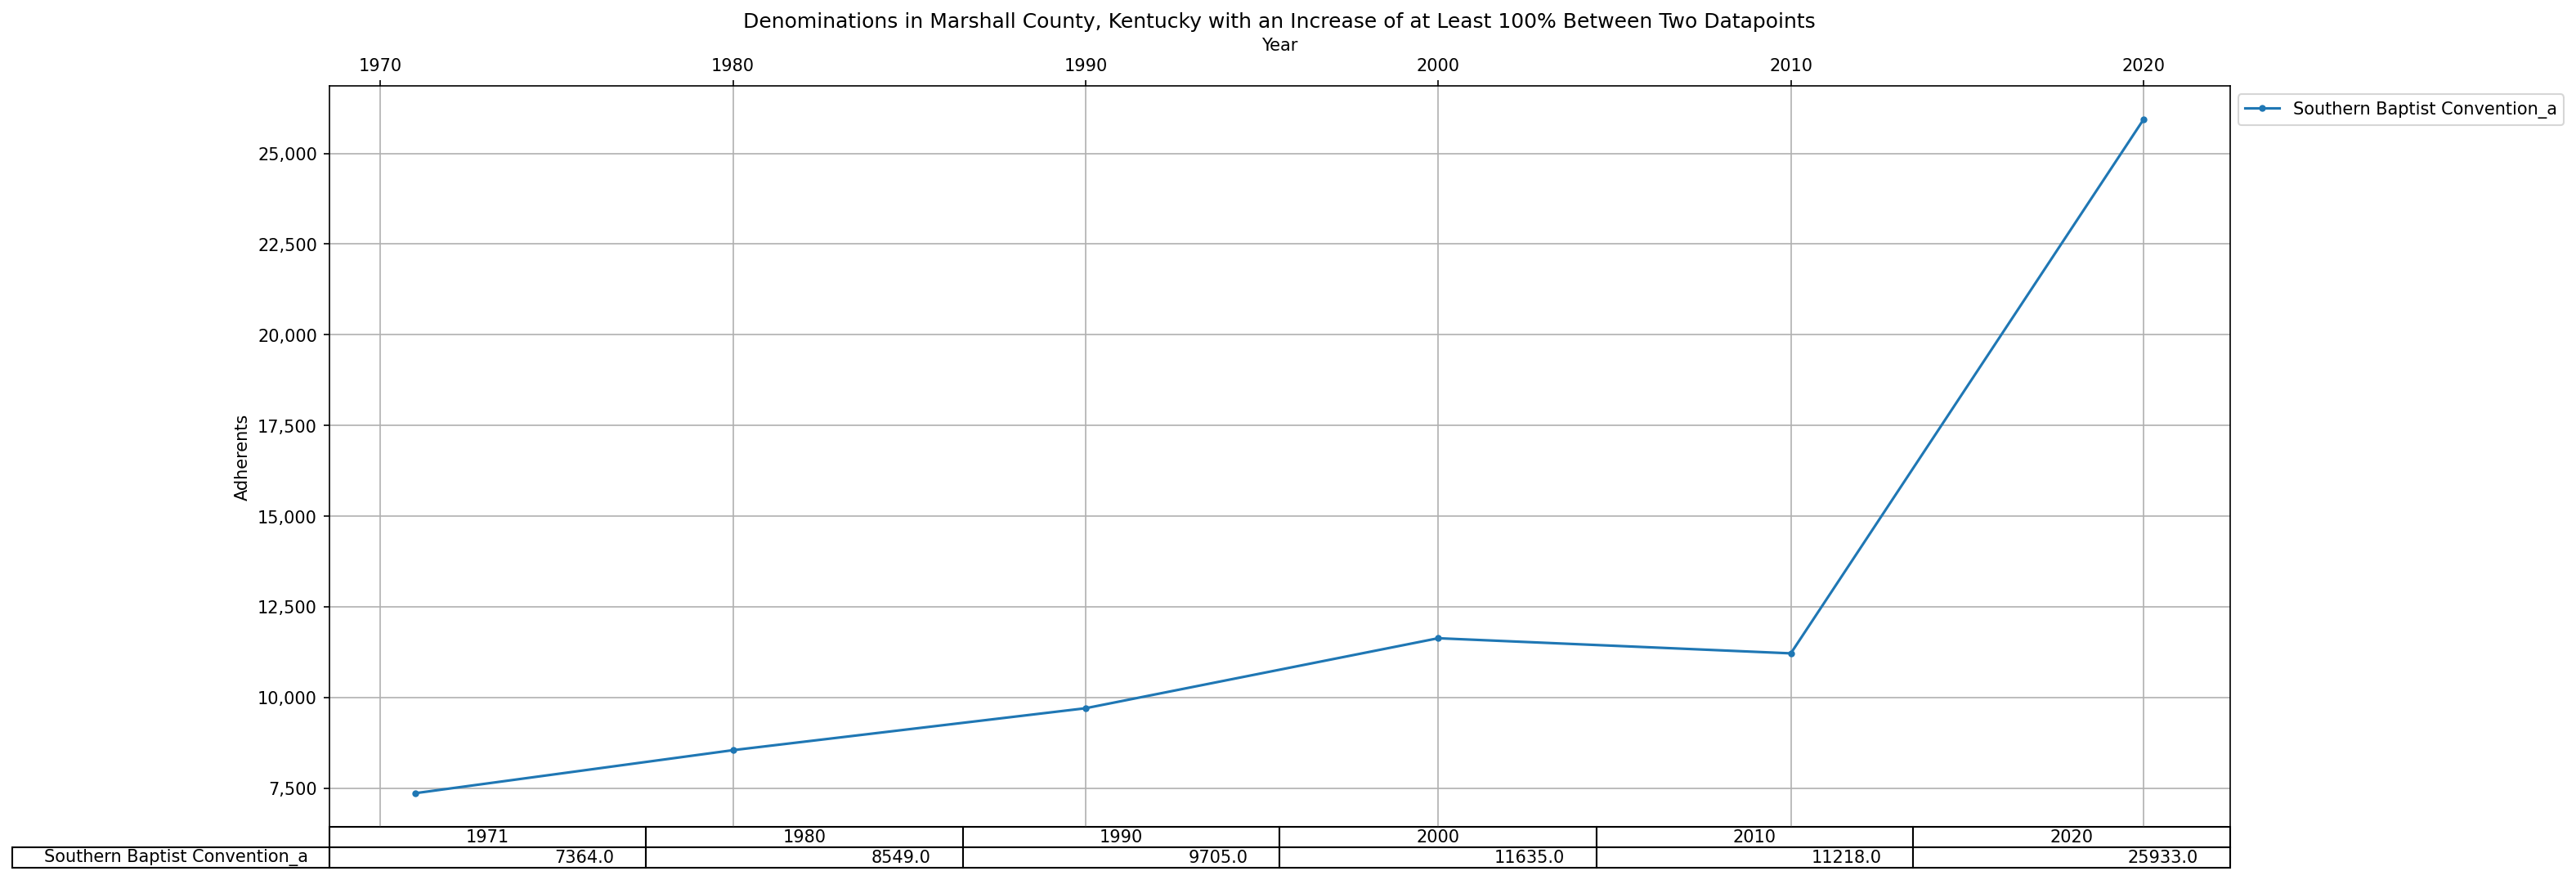 Denominations in Marshall County, Kentucky with an Increase of at Least 100% Between Two Datapoints
Year
1970 1980 1990 2000 2010 2020
Southern Baptist Convention_a
25,000
22,500
20,000
17,500
15,000
12,500
10,000
7,500
Adherents
1971 1980 1990 2000 2010 2020
Southern Baptist Convention_a 7364.0 8549.0 9705.0 11635.0 11218.0 25933.0